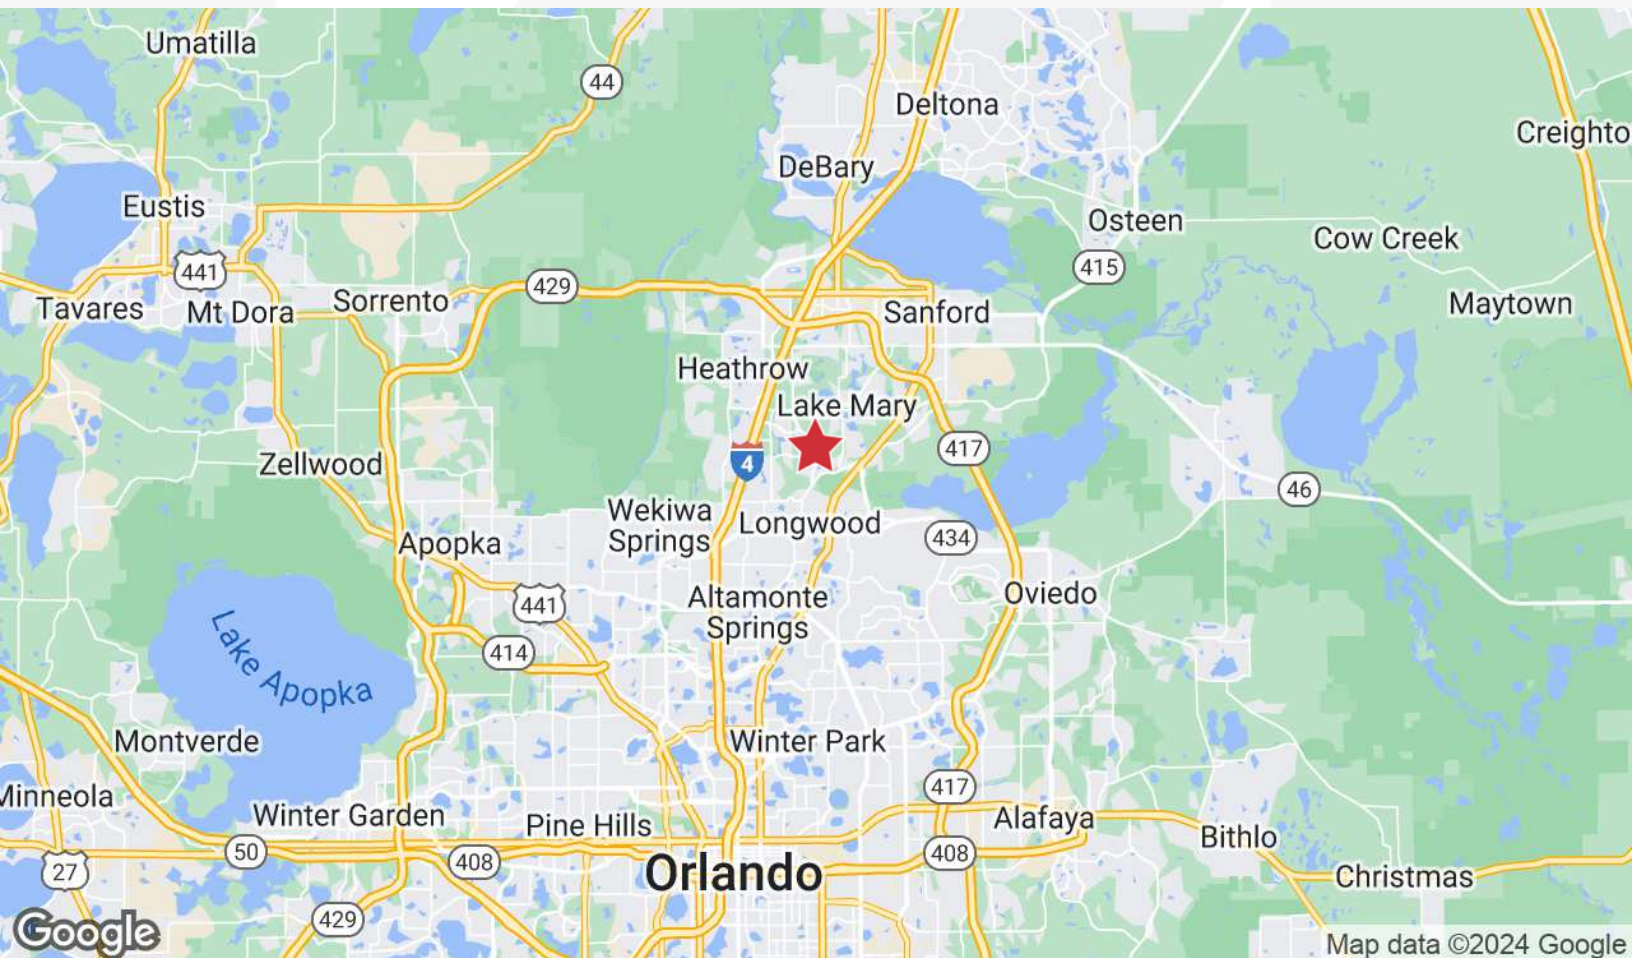 Umatilla
44
Deltona
Creighto
DeBary
Eustis
Osteen
Cow Creek
441
415
429
Tavares
Mt Dora
Sorrento
Sanford
Maytown
Heathrow
Lake Mary
417
4
Zellwood
46
Wekiwa
Springs
Longwood
434
Apopka
441
Altamonte
Springs
Oviedo
414
Lake Apopka
Montverde
Winter Park
417
Minneola
Winter Garden
Pine Hills
Alafaya
Bithlo
50
408
408
27
Orlando
Christmas
429
Google
Map data ©2024 Google